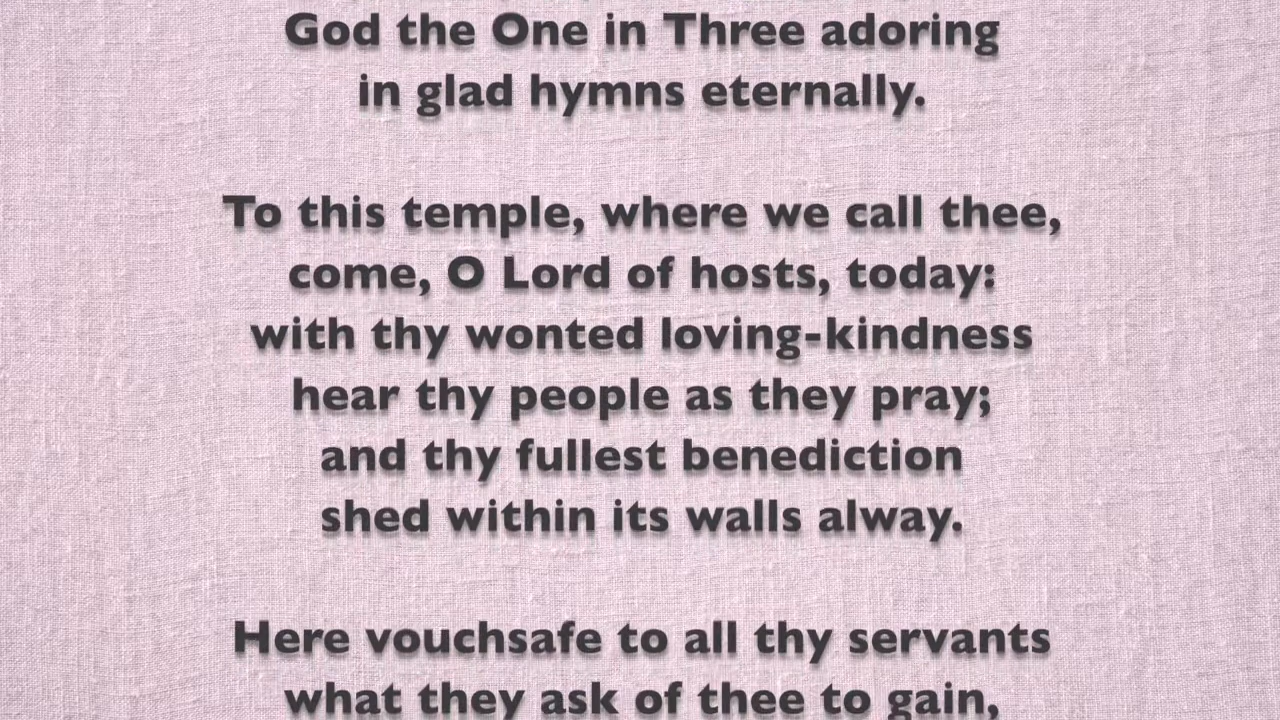 God the One in Three adoring
in glad hymns eternally.
To this temple, where we call thee,
come, O Lord of hosts, today:
with thy wonted loving-kindness
hear thy people as they pray;
and thy fullest benediction
shed within its walls alway.
Here vouchsafe to all thy servants
what they ask of thee to gain,